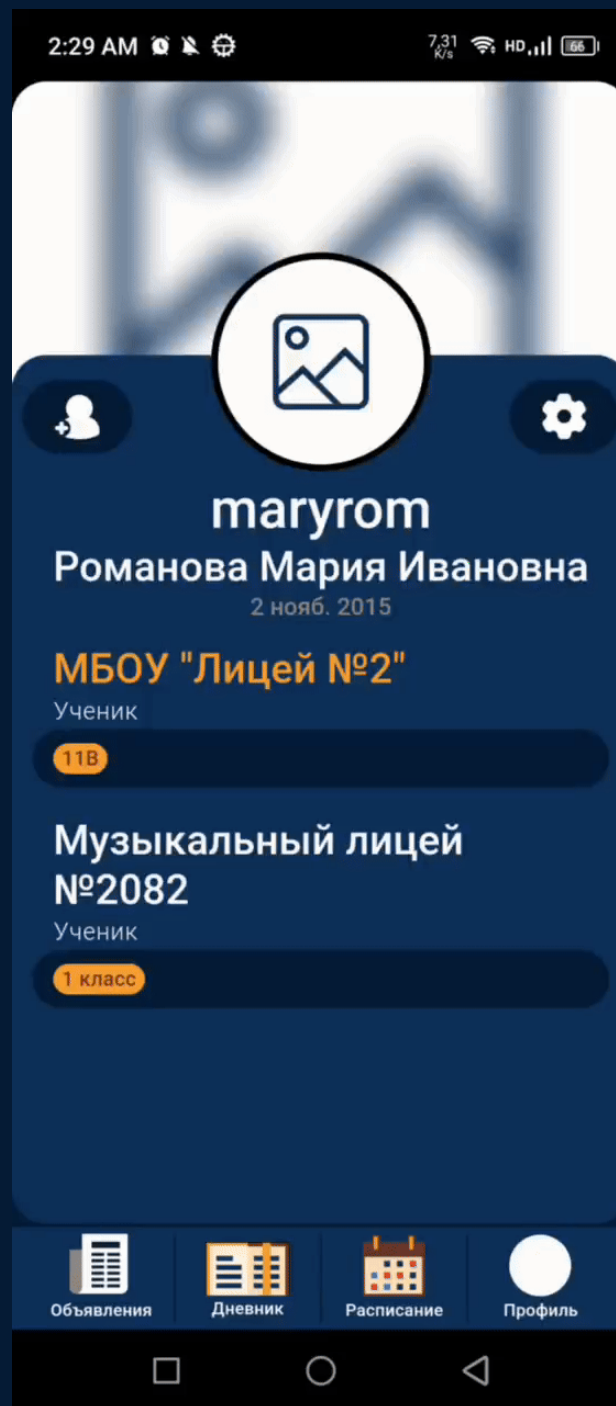 2:29 AM
7,31 K/s HD 66
maryrom
Романова Мария Ивановна
2 нояб. 2015
МБОУ "Лицей №2"
Ученик
11В
Музыкальный лицей
№2082
Ученик
1 класс
Объявления Дневник Расписание Профиль